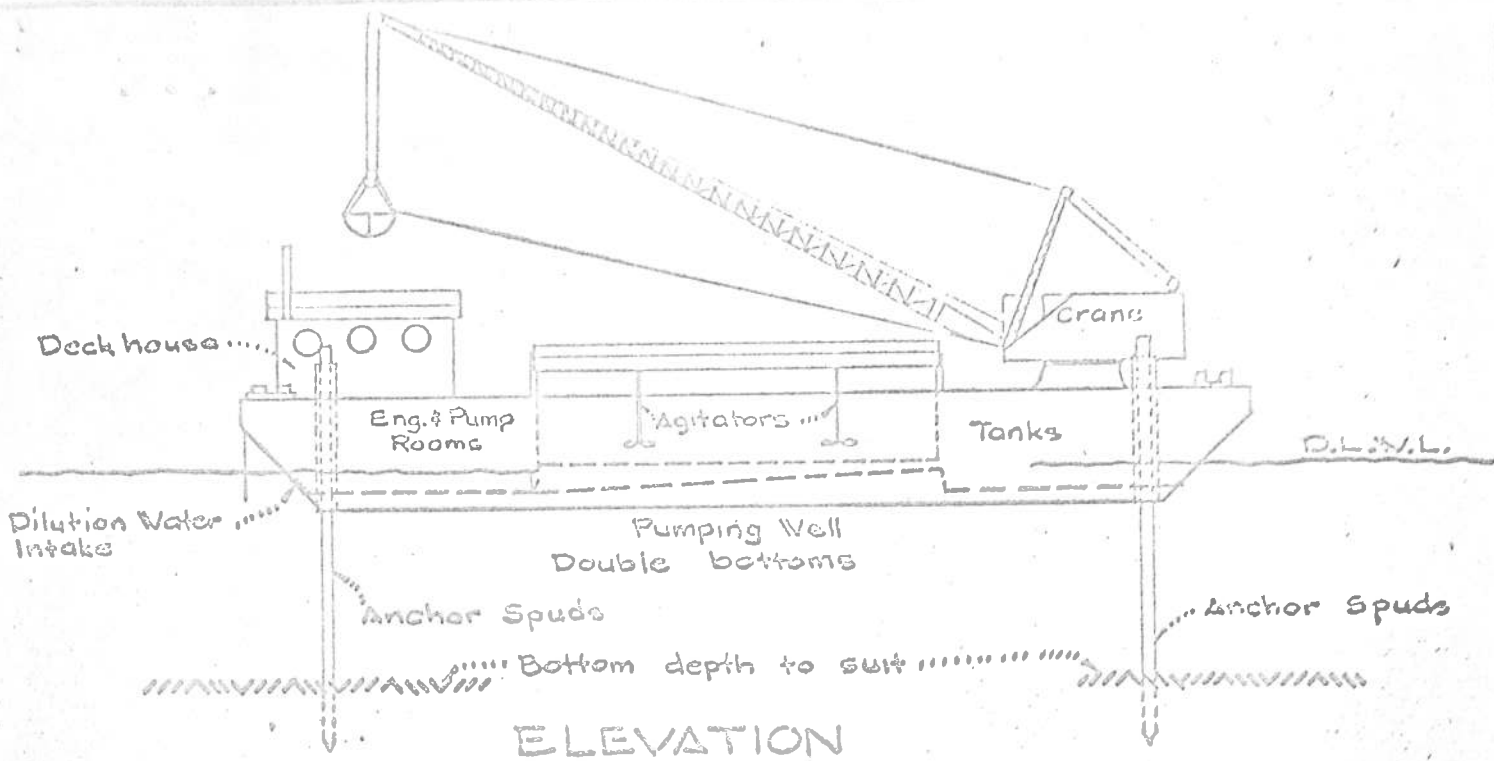 Crane
Deck house
Eng. & Pump
Rooms
Agitators
Tanks
D.L.W.L.
Dilution Water
Intake
Pumping Well
Double bottoms
Anchor Spuds
Anchor Spuds
Bottom depth to suit
ELEVATION